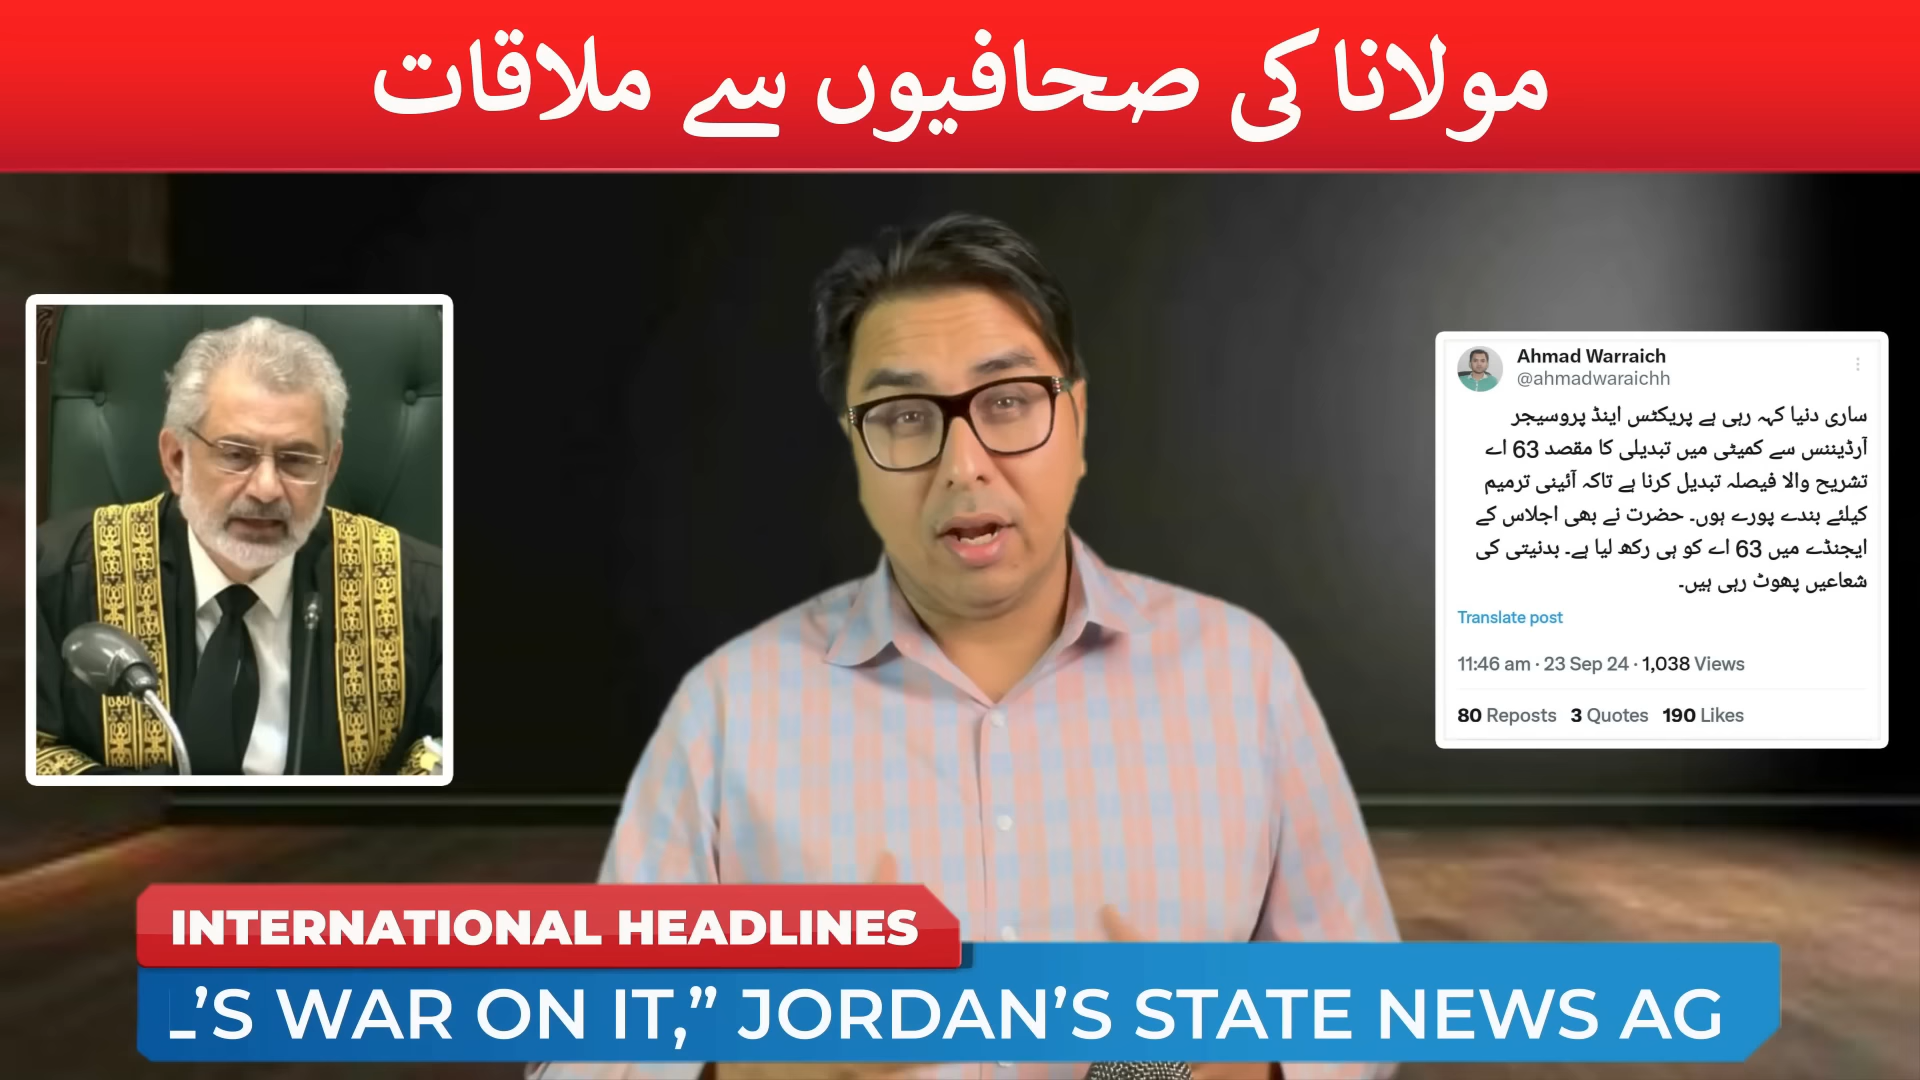 مولانا کی صحافیوں سے ملاقات
Ahmad Warraich
@ahmadwaraichh
ساری دنیا کہہ رہی ہے پریکٹس اینڈ پروسیجر
آرڈیننس سے کمیٹی میں تبدیلی کا مقصد 63 اے
تشریح والا فیصلہ تبدیل کرنا ہے تاکہ آئینی ترمیم
کیلئے بندے پورے ہوں۔ حضرت نے بھی اجلاس کے
ایجنڈے میں 63 اے کو ہی رکھ لیا ہے۔ بدنیتی کی
شعاعیں پھوٹ رہی ہیں۔
Translate post
11:46 am · 23 Sep 24 · 1,038 Views
80 Reposts 3 Quotes 190 Likes
INTERNATIONAL HEADLINES
’S WAR ON IT,” JORDAN’S STATE NEWS AG